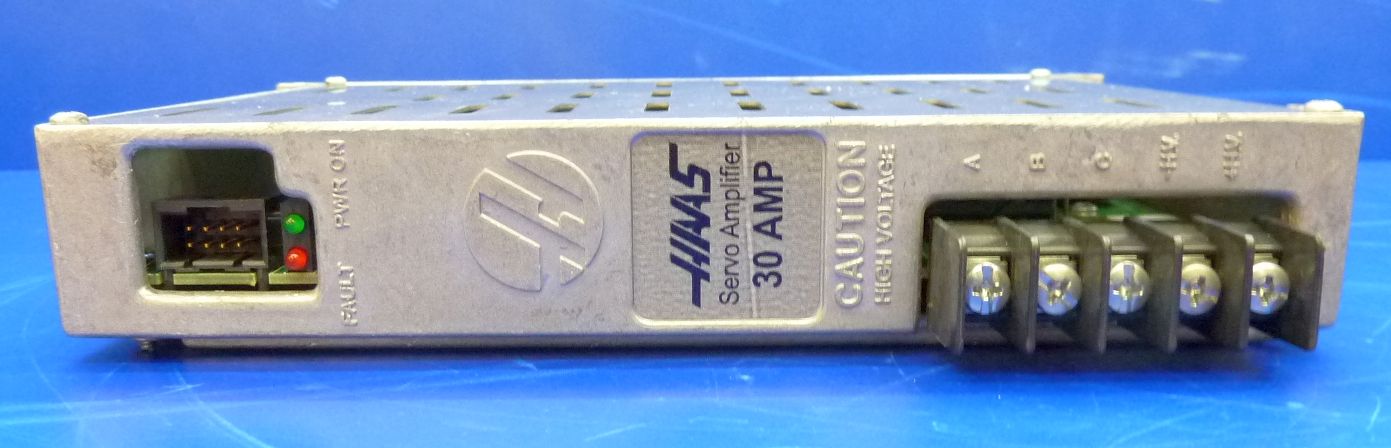 PWR ON
FAULT
HAAS
Servo Amplifier
30 AMP
CAUTION
HIGH VOLTAGE
A
B
C
-H.V.
+H.V.